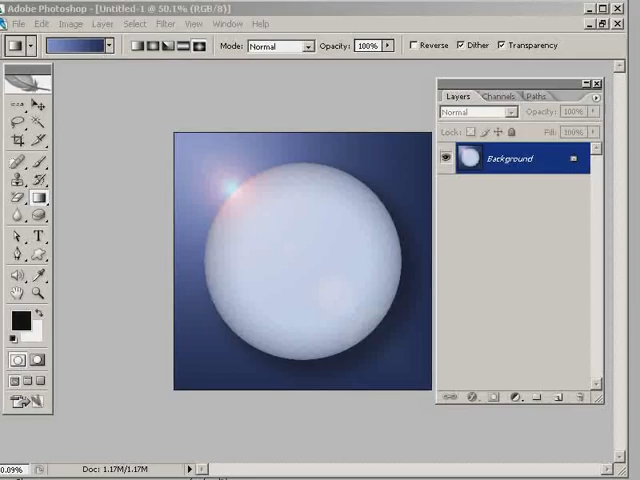 Adobe Photoshop - [Untitled-1 @ 50.1% (RGB/8)]
File Edit Image Layer Select Filter View Window Help
Mode: Normal Opacity: 100% Reverse Dither Transparency
Layers Channels Paths
Normal Opacity: 100%
Lock: Fill: 100%
Background
T
0.09% Doc: 1.17M/1.17M